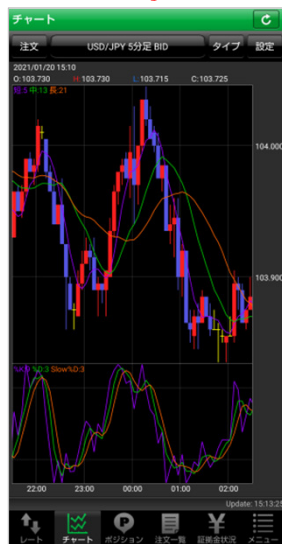 チャート
注文 USD/JPY 5分足 BID タイプ 設定
2021/01/20 15:10
O:103.730 H:103.730 L:103.715 C:103.725
短:5 中:13 長:21
104.000
103.900
%K:9 %D:3 Slow%D:3
22:00 23:00 00:00 01:00 02:00
Update: 15:13:25
レート チャート ポジション 注文一覧 証拠金状況 メニュー